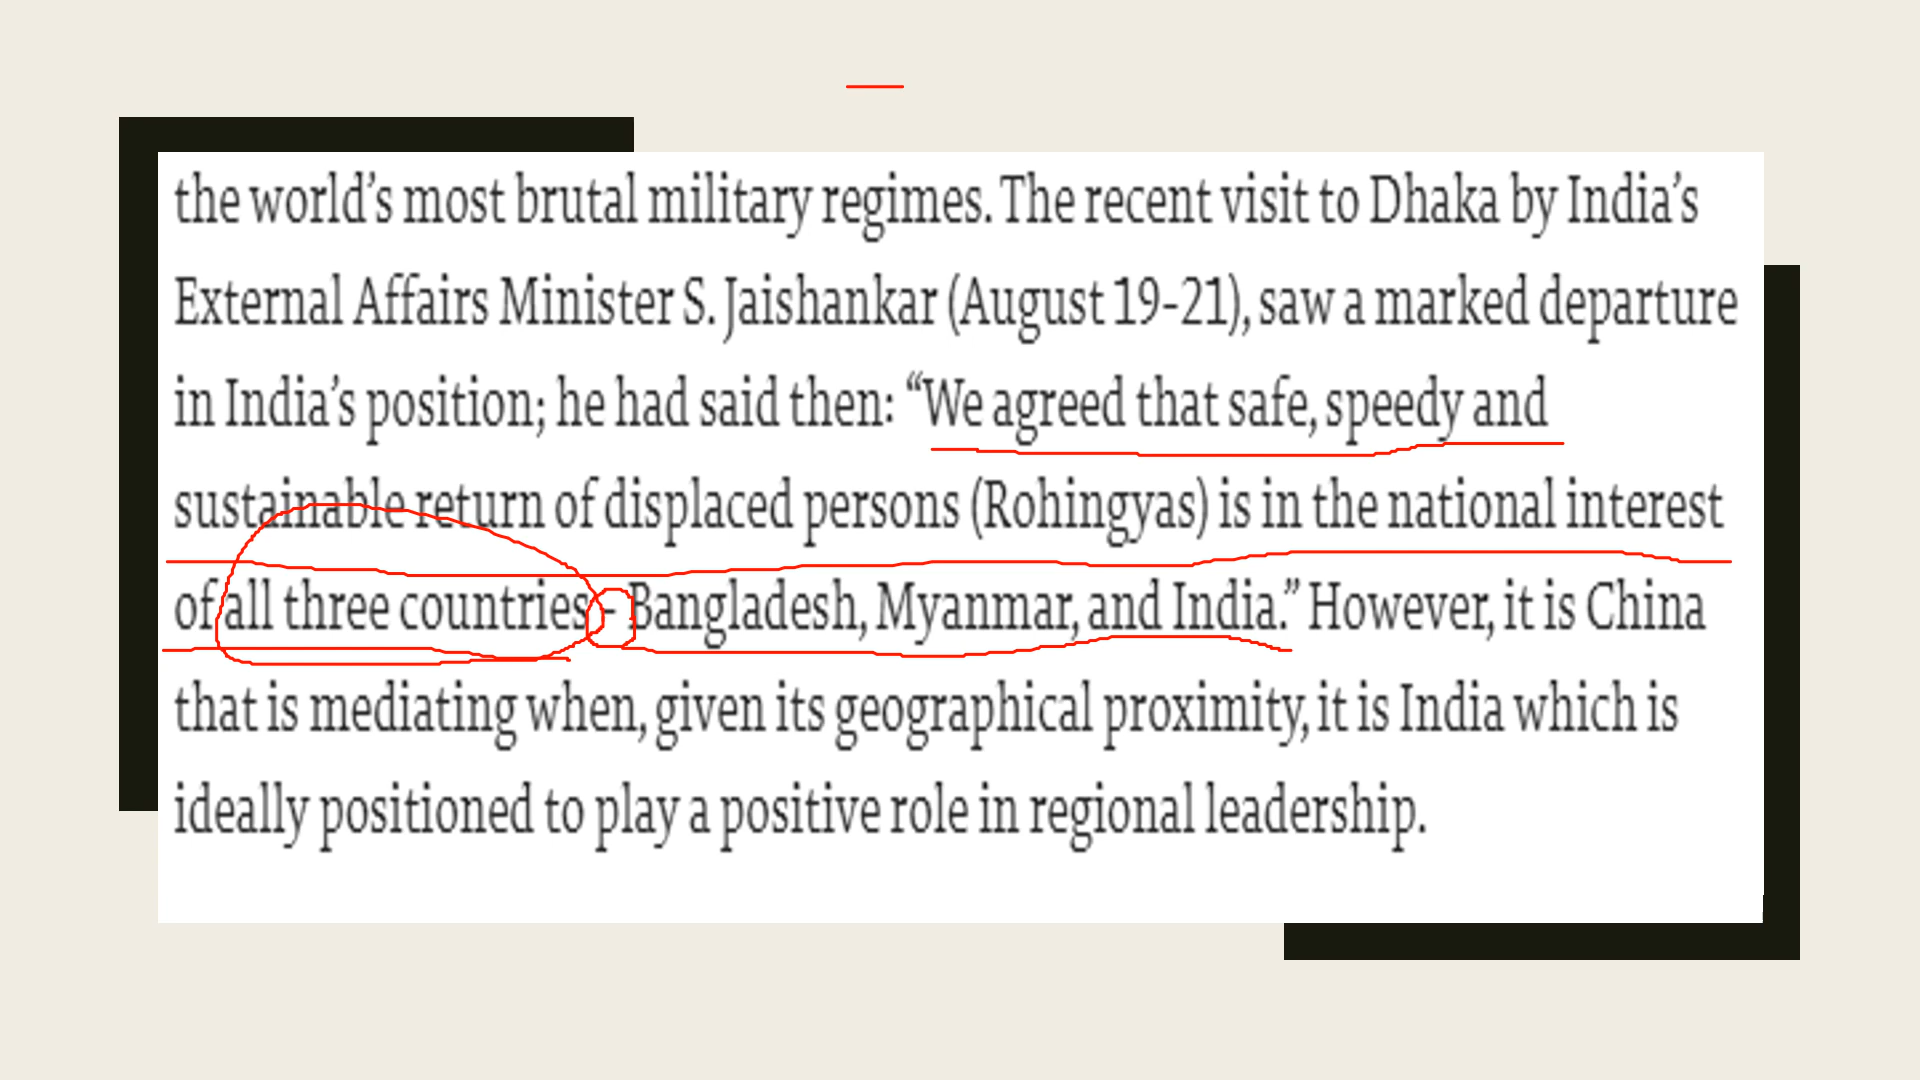 the world’s most brutal military regimes. The recent visit to Dhaka by India’s
External Affairs Minister S. Jaishankar (August 19-21), saw a marked departure
in India’s position; he had said then: “We agreed that safe, speedy and
sustainable return of displaced persons (Rohingyas) is in the national interest
of all three countries - Bangladesh, Myanmar, and India.” However, it is China
that is mediating when, given its geographical proximity, it is India which is
ideally positioned to play a positive role in regional leadership.